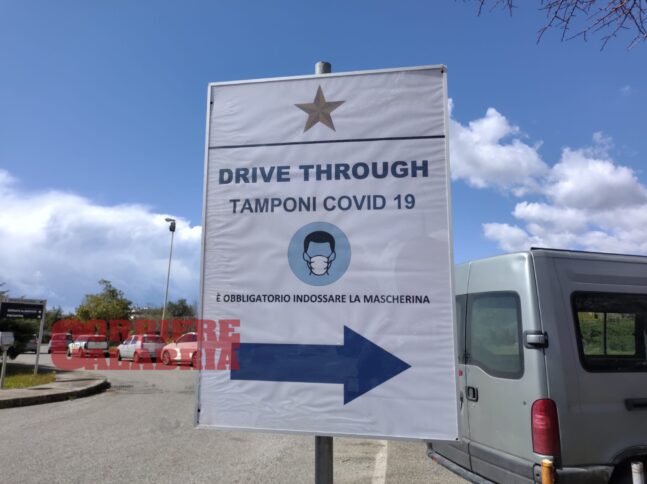 DRIVE THROUGH
TAMPONI COVID 19
È OBBLIGATORIO INDOSSARE LA MASCHERINA
CORRIERE
CALABRIA